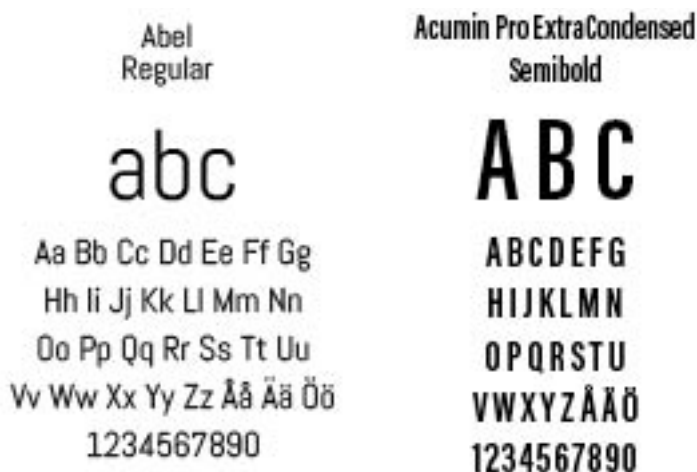 Abel
Regular
abc
Aa Bb Cc Dd Ee Ff Gg
Hh Ii Jj Kk Ll Mm Nn
Oo Pp Qq Rr Ss Tt Uu
Vv Ww Xx Yy Zz Åå Ää Öö
1234567890
Acumin Pro ExtraCondensed
Semibold
ABC
ABCDEFG
HIJKLMN
OPQRSTU
VWXYZÅÄÖ
1234567890